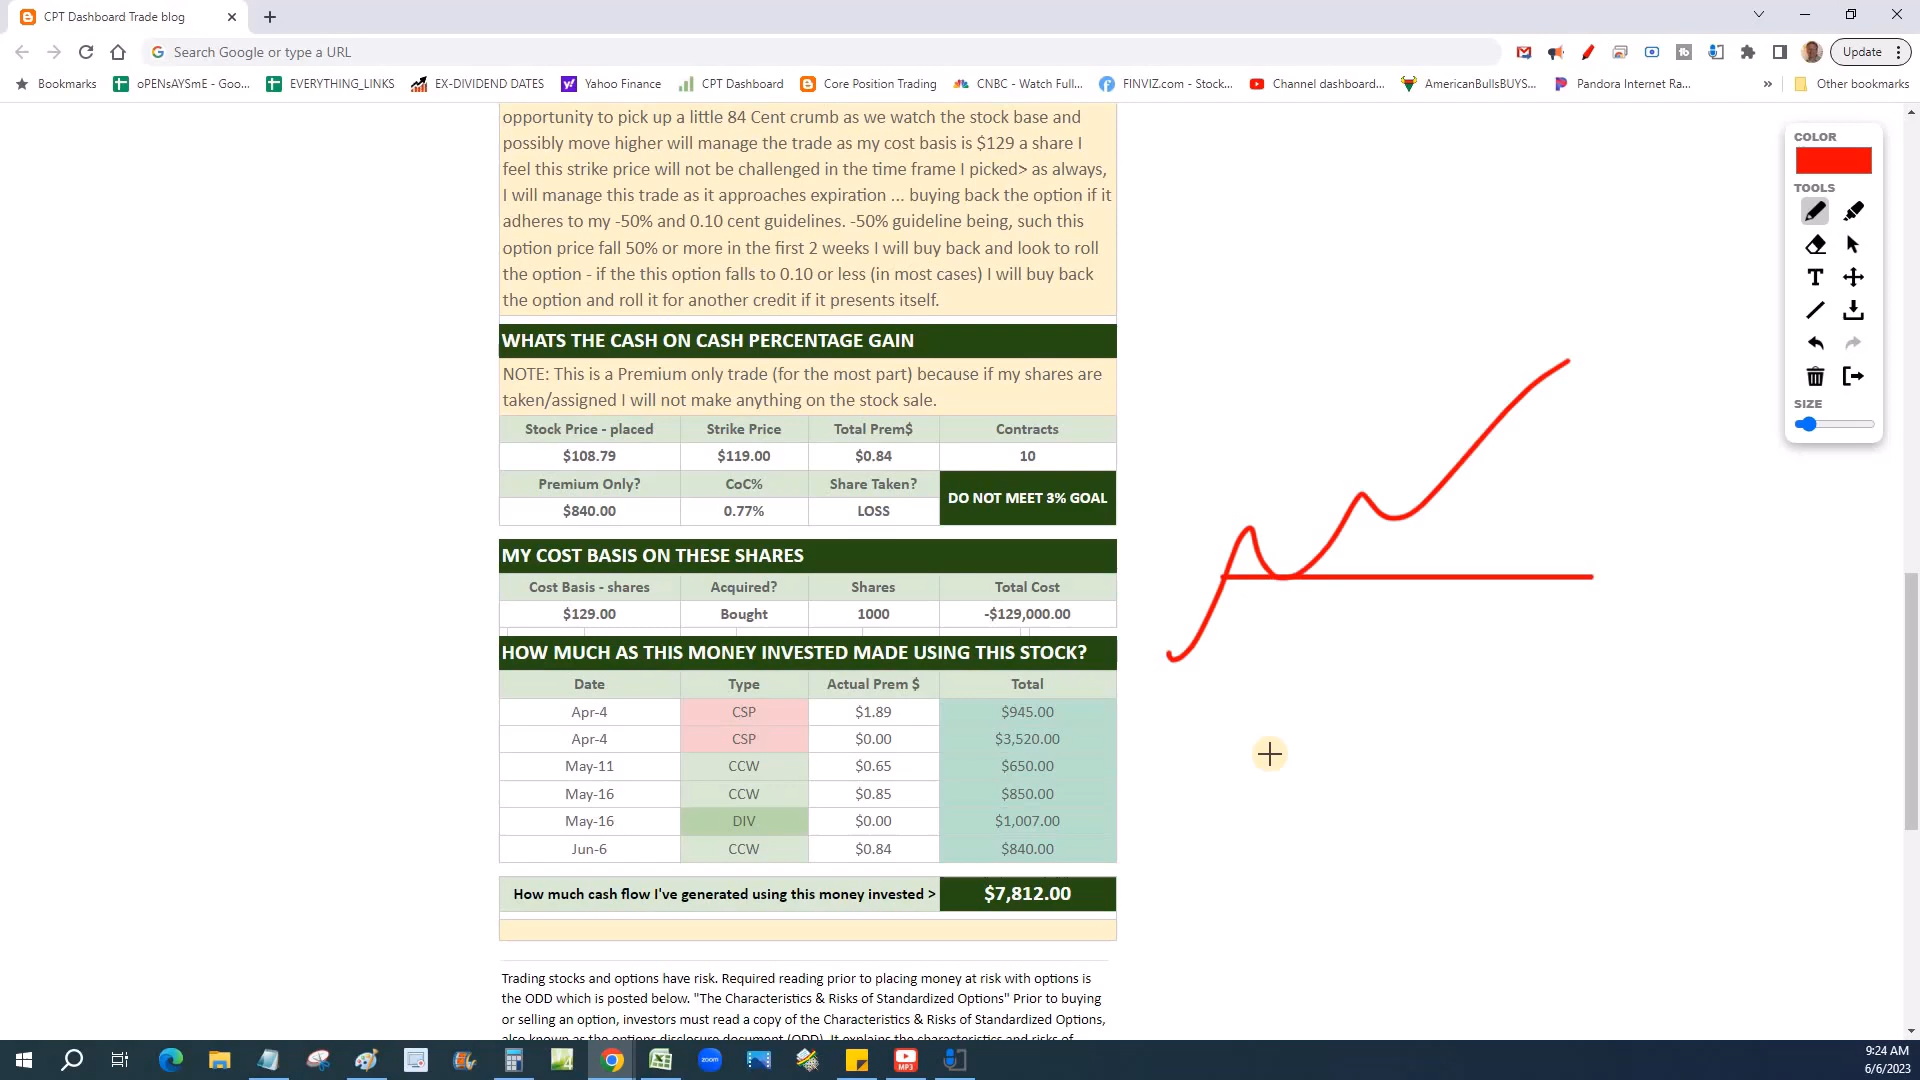 CPT Dashboard Trade blog
Search Google or type a URL
Update
Bookmarks
oPENsAYSmE - Goo...
EVERYTHING_LINKS
EX-DIVIDEND DATES
Yahoo Finance
CPT Dashboard
Core Position Trading
CNBC - Watch Full...
FINVIZ.com - Stock...
Channel dashboard...
AmericanBullsBUYS...
Pandora Internet Ra...
»
Other bookmarks
opportunity to pick up a little 84 Cent crumb as we watch the stock base and
possibly move higher will manage the trade as my cost basis is $129 a share I
feel this strike price will not be challenged in the time frame I picked> as always,
I will manage this trade as it approaches expiration ... buying back the option if it
adheres to my -50% and 0.10 cent guidelines. -50% guideline being, such this
option price fall 50% or more in the first 2 weeks I will buy back and look to roll
the option - if the this option falls to 0.10 or less (in most cases) I will buy back
the option and roll it for another credit if it presents itself.
WHATS THE CASH ON CASH PERCENTAGE GAIN
NOTE: This is a Premium only trade (for the most part) because if my shares are
taken/assigned I will not make anything on the stock sale.
Stock Price - placed Strike Price Total Prem$ Contracts
$108.79 $119.00 $0.84 10
Premium Only? CoC% Share Taken? DO NOT MEET 3% GOAL
$840.00 0.77% LOSS
MY COST BASIS ON THESE SHARES
Cost Basis - shares Acquired? Shares Total Cost
$129.00 Bought 1000 -$129,000.00
HOW MUCH AS THIS MONEY INVESTED MADE USING THIS STOCK?
Date Type Actual Prem $ Total
Apr-4 CSP $1.89 $945.00
Apr-4 CSP $0.00 $3,520.00
May-11 CCW $0.65 $650.00
May-16 CCW $0.85 $850.00
May-16 DIV $0.00 $1,007.00
Jun-6 CCW $0.84 $840.00
How much cash flow I've generated using this money invested > $7,812.00
Trading stocks and options have risk. Required reading prior to placing money at risk with options is
the ODD which is posted below. "The Characteristics & Risks of Standardized Options" Prior to buying
or selling an option, investors must read a copy of the Characteristics & Risks of Standardized Options,
also known as the options disclosure document (ODD). It explains the characteristics and risks of
COLOR
TOOLS
T
SIZE
zoom
MP3
9:24 AM
6/6/2023